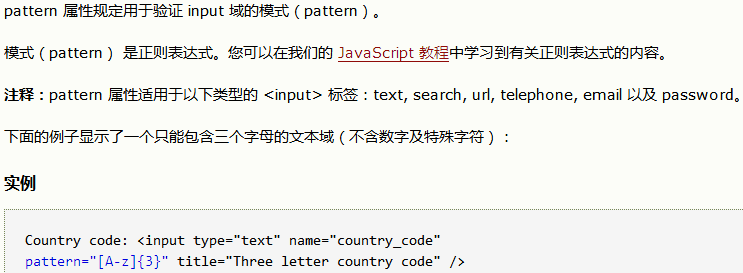 pattern 属性规定用于验证 input 域的模式（pattern）。
模式（pattern） 是正则表达式。您可以在我们的 JavaScript 教程中学习到有关正则表达式的内容。
注释：pattern 属性适用于以下类型的 <input> 标签：text, search, url, telephone, email 以及 password。
下面的例子显示了一个只能包含三个字母的文本域（不含数字及特殊字符）：
实例
Country code: <input type="text" name="country_code"
pattern="[A-z]{3}" title="Three letter country code" />